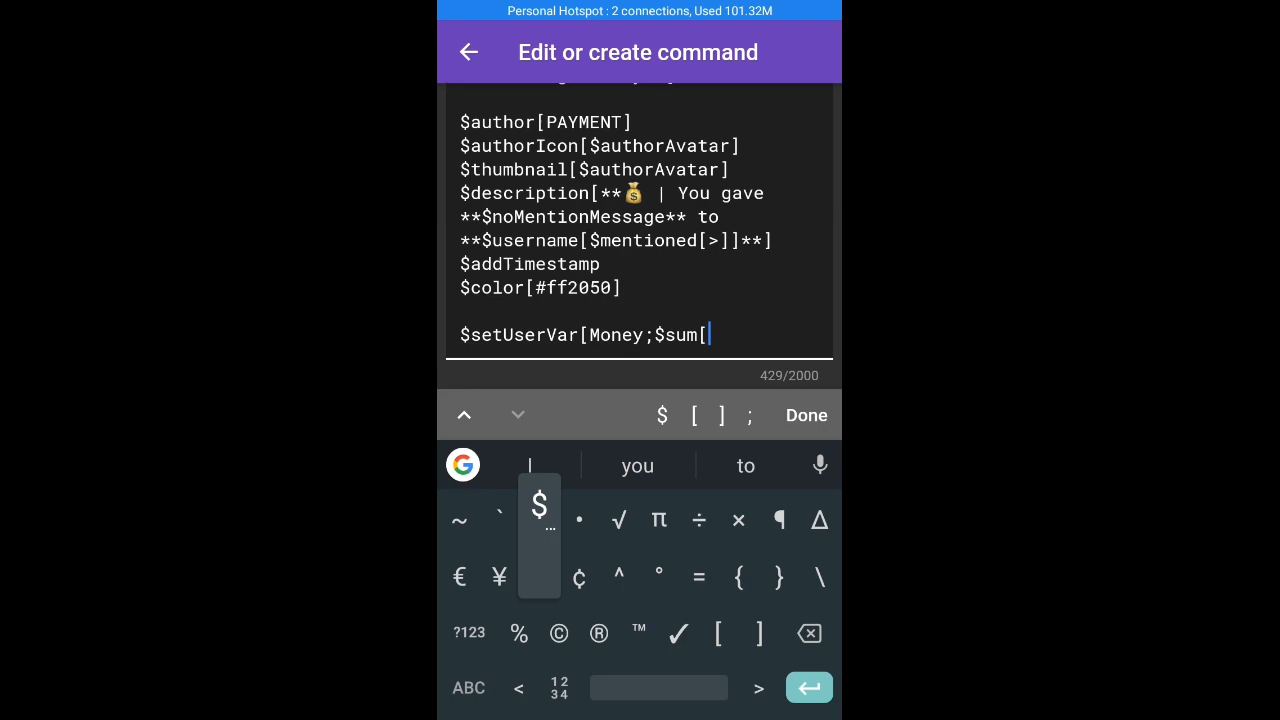 Personal Hotspot : 2 connections, Used 101.32M
Edit or create command
$author[PAYMENT]
$authorIcon[$authorAvatar]
$thumbnail[$authorAvatar]
$description[**💰 | You gave
**$noMentionMessage** to
**$username[$mentioned[>]]**]
$addTimestamp
$color[#ff2050]
$setUserVar[Money;$sum[
429/2000
$ [ ] ; Done
G I you to
~ ` $ • √ π ÷ × ¶ Δ
€ ¥ ¢ ^ ° = { } \
?123 % © ® ™ ✓ [ ]
ABC < 12 >
34